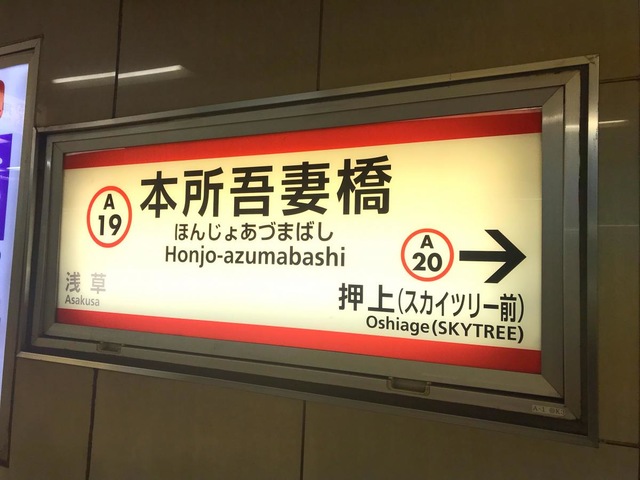 A
19
本所吾妻橋
ほんじょあづまばし
Honjo-azumabashi
A
20
浅草
Asakusa
押上(スカイツリー前)
Oshiage(SKYTREE)